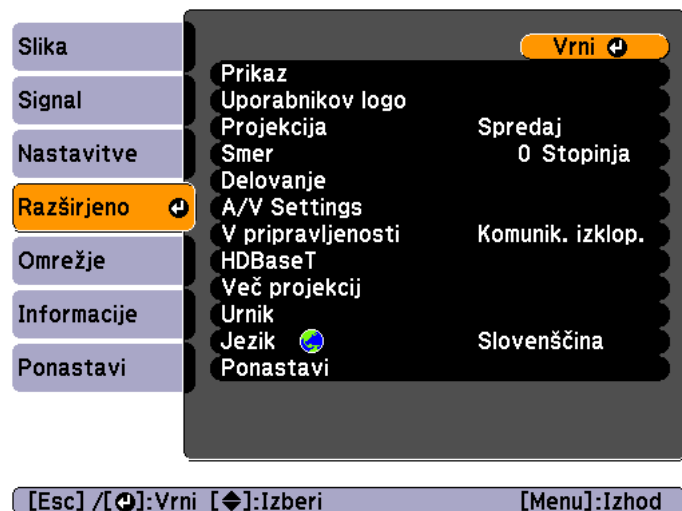 Slika
Signal
Nastavitve
Razširjeno
Omrežje
Informacije
Ponastavi
Vrni
Prikaz
Uporabnikov logo
Projekcija Spredaj
Smer 0 Stopinja
Delovanje
A/V Settings
V pripravljenosti Komunik. izklop.
HDBaseT
Več projekcij
Urnik
Jezik Slovenščina
Ponastavi
[Esc] /[⏎]:Vrni [◆]:Izberi [Menu]:Izhod